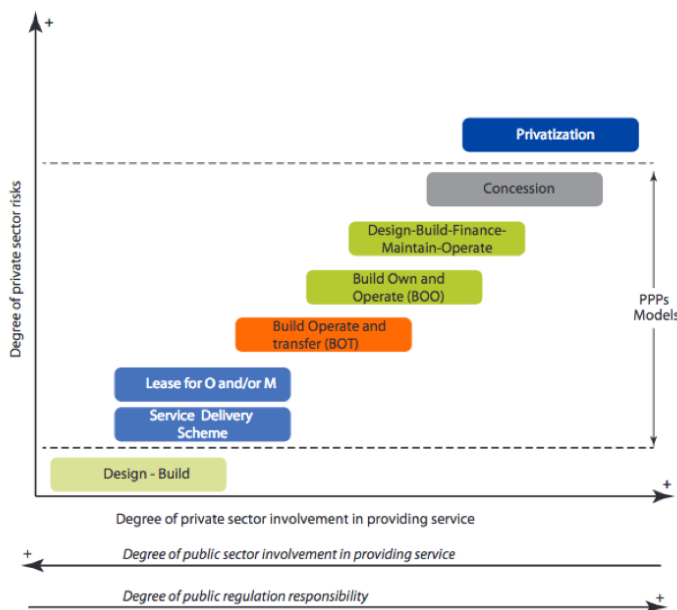 +
Degree of private sector risks
Privatization
Concession
Design-Build-Finance-
Maintain-Operate
Build Own and
Operate (BOO)
PPPs
Models
Build Operate and
transfer (BOT)
Lease for O and/or M
Service Delivery
Scheme
Design - Build
+
Degree of private sector involvement in providing service
+
Degree of public sector involvement in providing service
Degree of public regulation responsibility
+